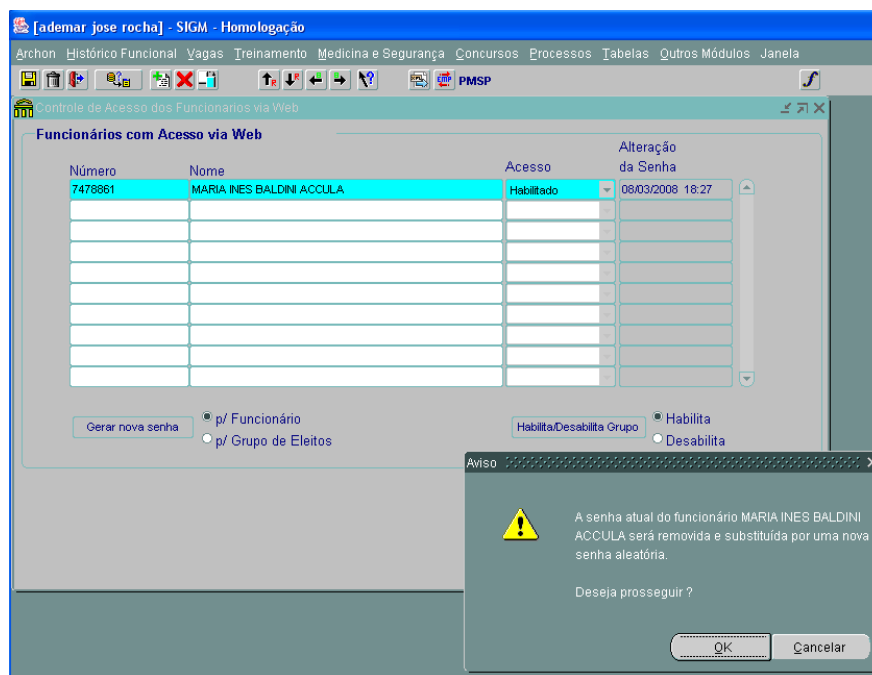 [ademar jose rocha] - SIGM - Homologação
Archon Histórico Funcional Vagas Treinamento Medicina e Segurança Concursos Processos Tabelas Outros Módulos Janela
PMSP
Controle de Acesso dos Funcionarios via Web
Funcionários com Acesso via Web
Alteração
Número Nome Acesso da Senha
7478861 MARIA INES BALDINI ACCULA Habilitado 08/03/2008 18:27
Gerar nova senha p/ Funcionário Habilita/Desabilita Grupo Habilita
p/ Grupo de Eleitos Desabilita
Aviso
A senha atual do funcionário MARIA INES BALDINI
ACCULA será removida e substituída por uma nova
senha aleatória.
Deseja prosseguir ?
OK Cancelar